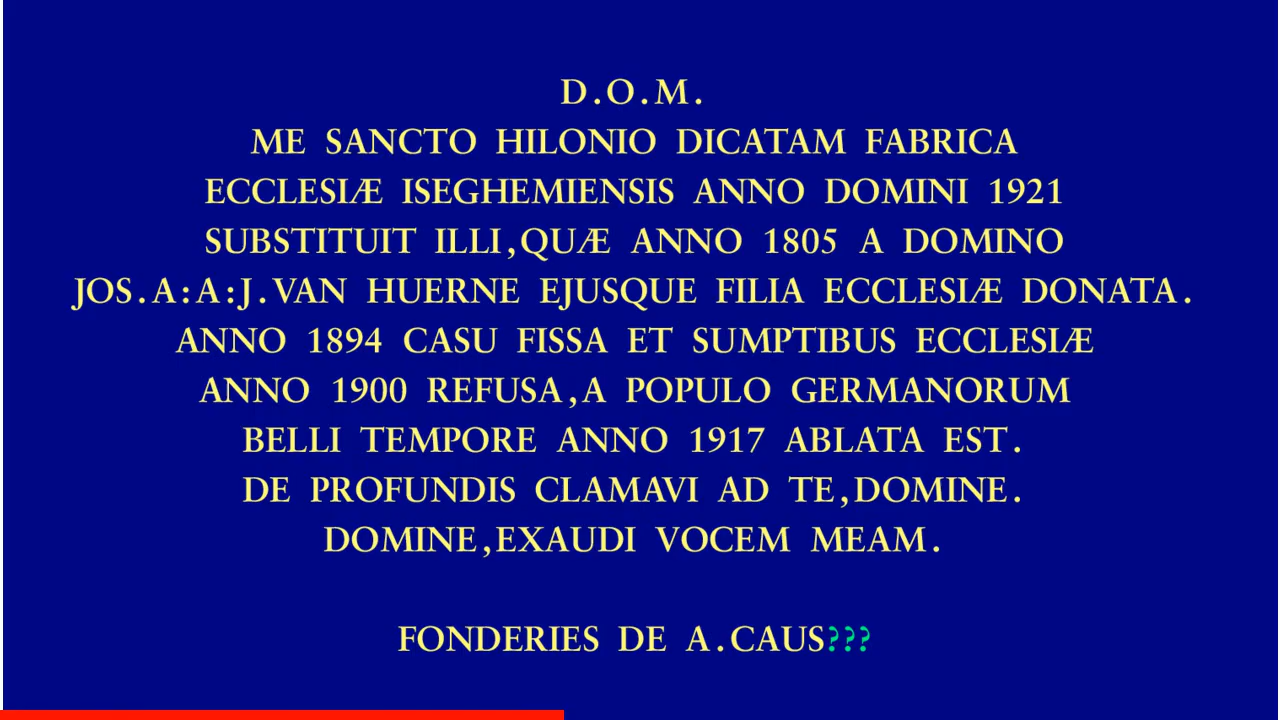 D.O.M.
ME SANCTO HILONIO DICATAM FABRICA
ECCLESIÆ ISEGHEMIENSIS ANNO DOMINI 1921
SUBSTITUIT ILLI,QUÆ ANNO 1805 A DOMINO
JOS.A:A:J.VAN HUERNE EJUSQUE FILIA ECCLESIÆ DONATA.
ANNO 1894 CASU FISSA ET SUMPTIBUS ECCLESIÆ
ANNO 1900 REFUSA,A POPULO GERMANORUM
BELLI TEMPORE ANNO 1917 ABLATA EST.
DE PROFUNDIS CLAMAVI AD TE,DOMINE.
DOMINE,EXAUDI VOCEM MEAM.
FONDERIES DE A.CAUS???